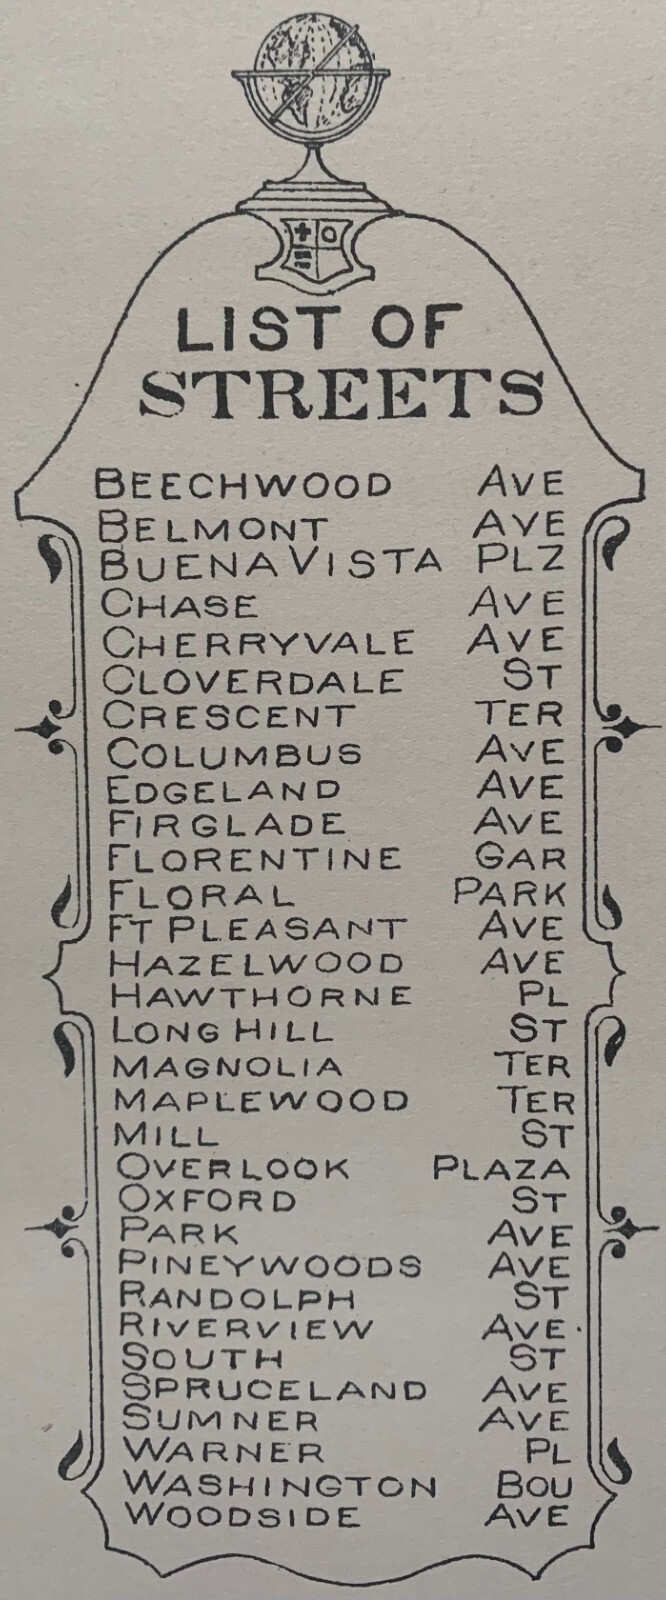 LIST OF
STREETS
BEECHWOOD AVE
BELMONT AVE
BUENA VISTA PLZ
CHASE AVE
CHERRYVALE AVE
CLOVERDALE ST
CRESCENT TER
COLUMBUS AVE
EDGELAND AVE
FIRGLADE AVE
FLORENTINE GAR
FLORAL PARK
FT PLEASANT AVE
HAZELWOOD AVE
HAWTHORNE PL
LONG HILL ST
MAGNOLIA TER
MAPLEWOOD TER
MILL ST
OVERLOOK PLAZA
OXFORD ST
PARK AVE
PINEYWOODS AVE
RANDOLPH ST
RIVERVIEW AVE.
SOUTH ST
SPRUCELAND AVE
SUMNER AVE
WARNER PL
WASHINGTON BOU
WOODSIDE AVE